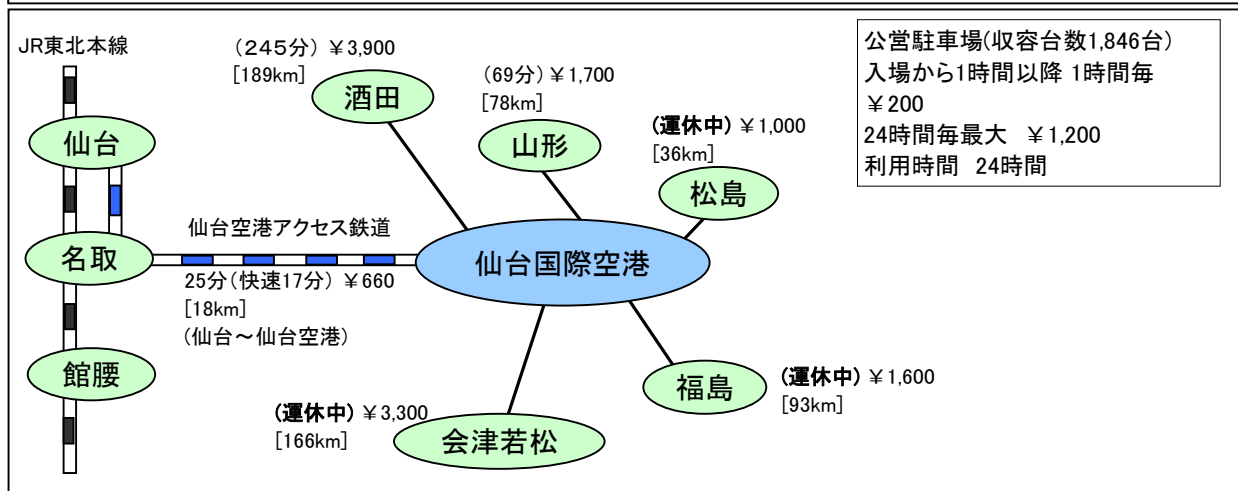 JR東北本線
(245分) ¥3,900
[189km]
酒田
(69分) ¥1,700
[78km]
山形
(運休中) ¥1,000
[36km]
松島
公営駐車場(収容台数1,846台)
入場から1時間以降 1時間毎
¥200
24時間毎最大 ¥1,200
利用時間 24時間
仙台
名取
仙台空港アクセス鉄道
25分(快速17分) ¥660
[18km]
(仙台~仙台空港)
仙台国際空港
館腰
(運休中) ¥3,300
[166km]
会津若松
福島
(運休中) ¥1,600
[93km]